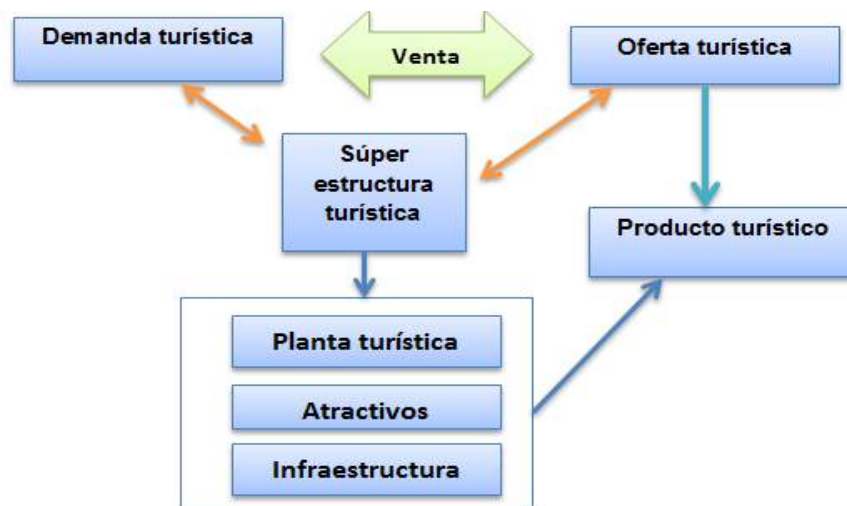 Demanda turística
Venta
Oferta turística
Súper
estructura
turística
Producto turístico
Planta turística
Atractivos
Infraestructura